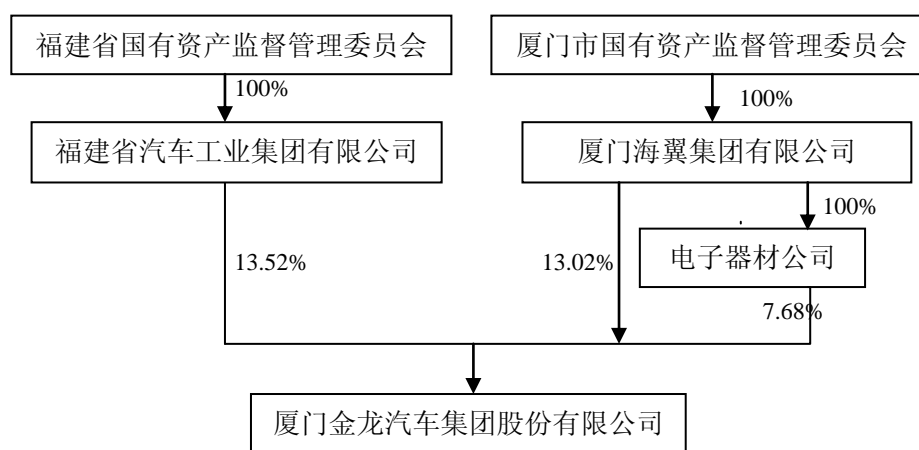 福建省国有资产监督管理委员会
厦门市国有资产监督管理委员会
100%
100%
福建省汽车工业集团有限公司
厦门海翼集团有限公司
100%
电子器材公司
13.52%
13.02%
7.68%
厦门金龙汽车集团股份有限公司